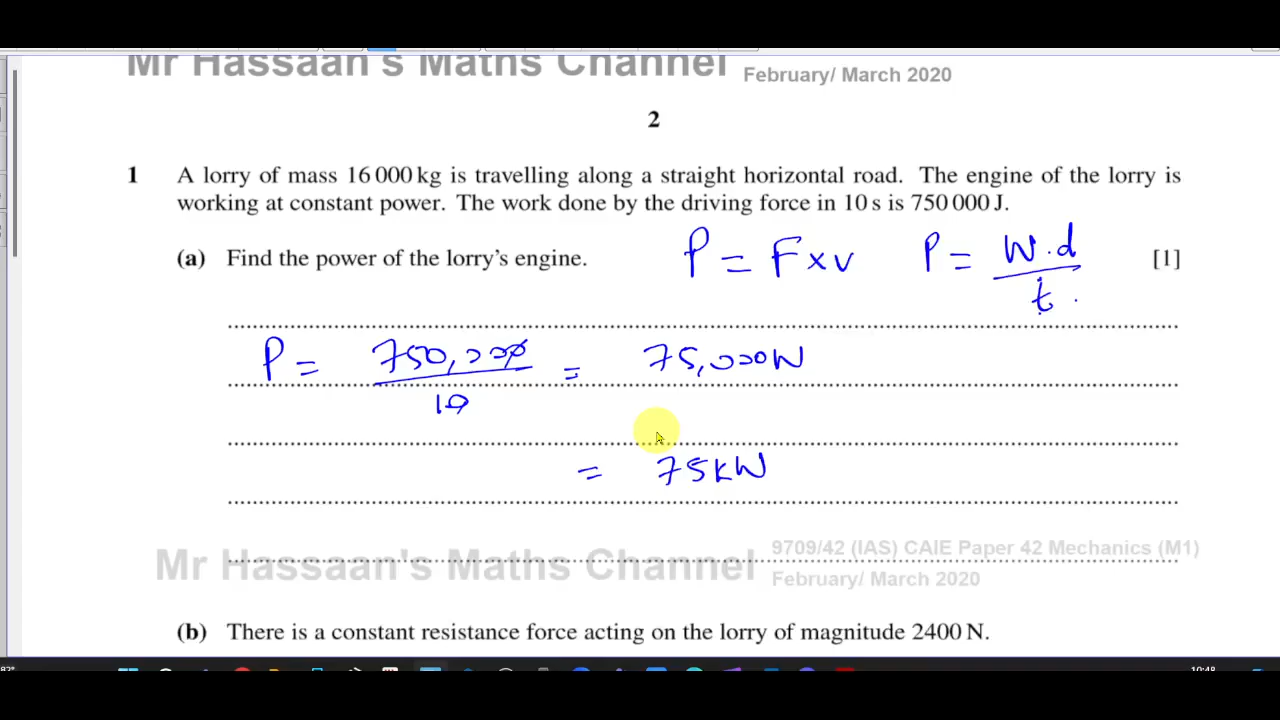 Mr Hassaan's Maths Channel February/ March 2020
2
1 A lorry of mass 16 000 kg is travelling along a straight horizontal road. The engine of the lorry is
working at constant power. The work done by the driving force in 10 s is 750 000 J.
(a) Find the power of the lorry's engine. P = F x v P = W.d / t [1]
P = 750,000 / 10 = 75,000W
= 75kW
9709/42 (IAS) CAIE Paper 42 Mechanics (M1)
Mr Hassaan's Maths Channel February/ March 2020
(b) There is a constant resistance force acting on the lorry of magnitude 2400 N.
82°
10:48